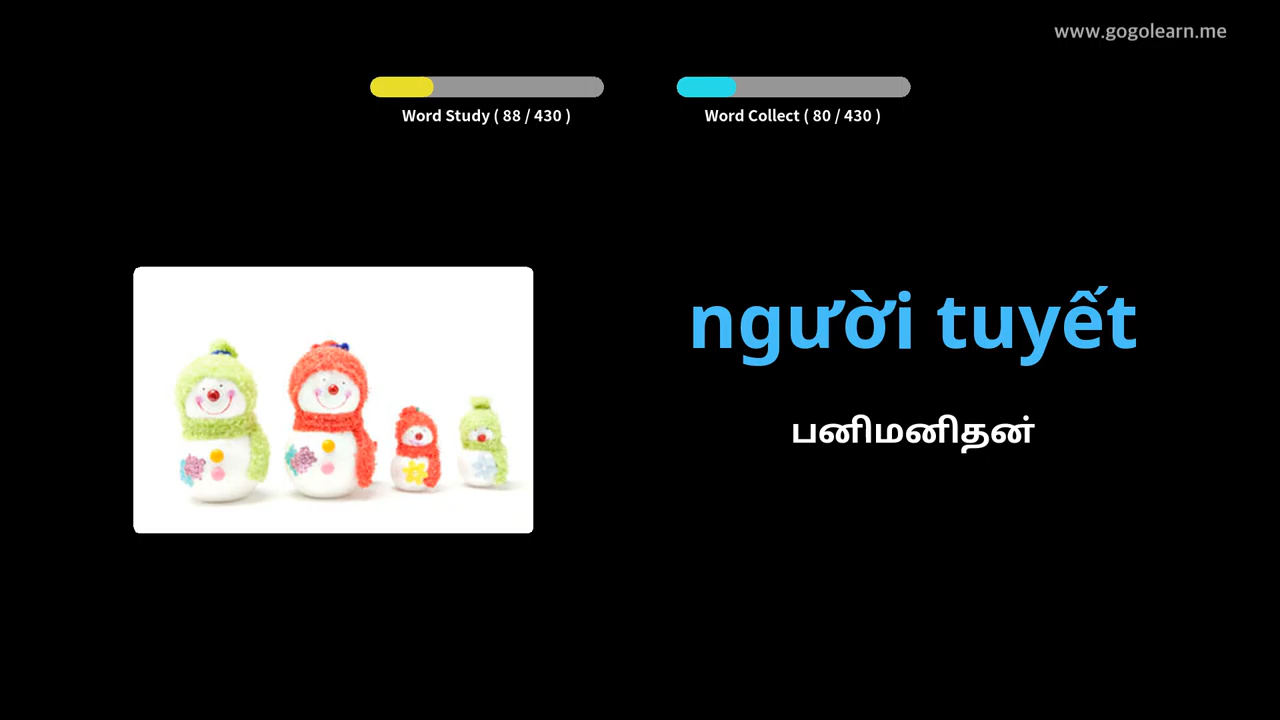 www.gogolearn.me
Word Study ( 88 / 430 )
Word Collect ( 80 / 430 )
người tuyết
பனிமனிதன்